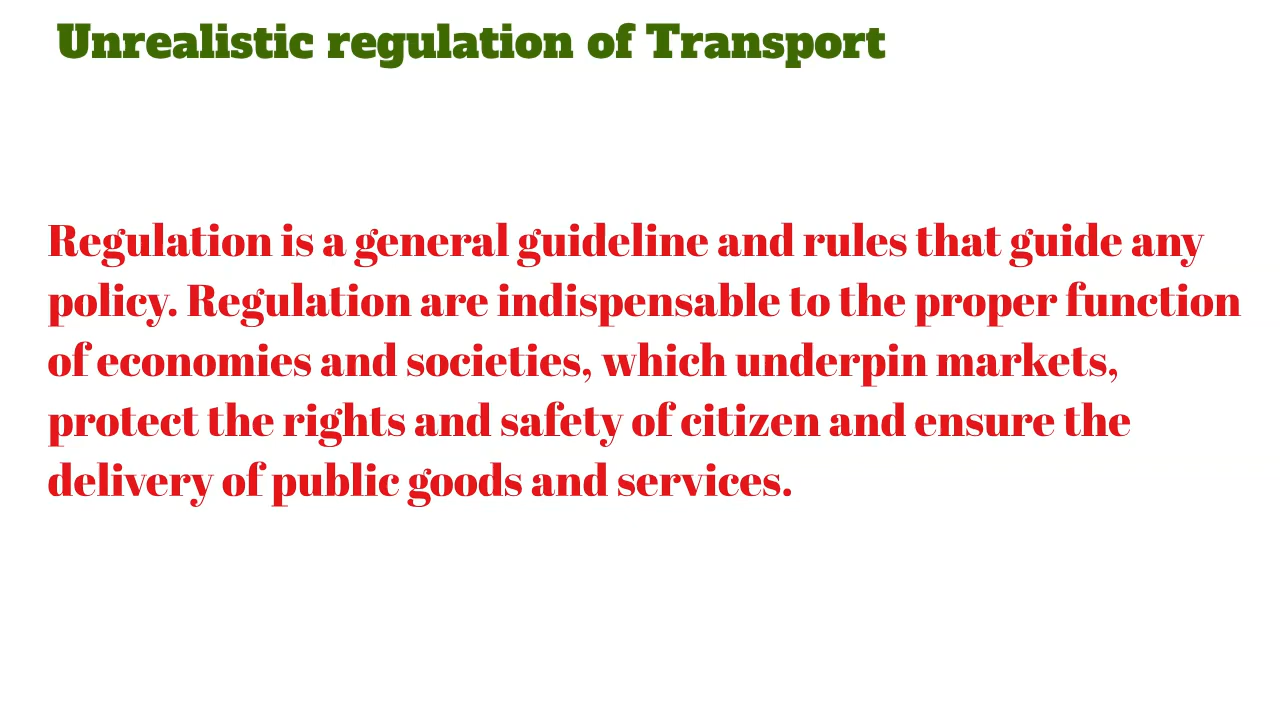 Unrealistic regulation of Transport
Regulation is a general guideline and rules that guide any
policy. Regulation are indispensable to the proper function
of economies and societies, which underpin markets,
protect the rights and safety of citizen and ensure the
delivery of public goods and services.